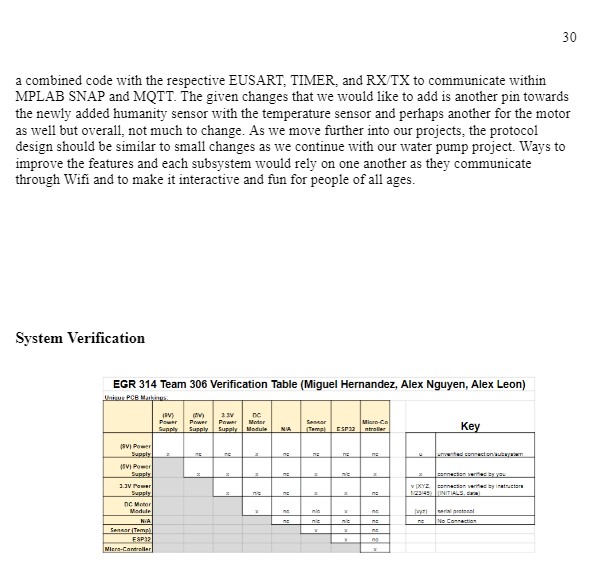 30
a combined code with the respective EUSART, TIMER, and RX/TX to communicate within
MPLAB SNAP and MQTT. The given changes that we would like to add is another pin towards
the newly added humanity sensor with the temperature sensor and perhaps another for the motor
as well but overall, not much to change. As we move further into our projects, the protocol
design should be similar to small changes as we continue with our water pump project. Ways to
improve the features and each subsystem would rely on one another as they communicate
through Wifi and to make it interactive and fun for people of all ages.
System Verification
EGR 314 Team 306 Verification Table (Miguel Hernandez, Alex Nguyen, Alex Leon)
Unique PCB Markings:
(9V) Power Supply (5V) Power Supply 3.3V Power Supply DC Motor Module N/A Sensor (Temp) ESP32 Micro-Controller
Key
(9V) Power Supply x nc nc x nc nc nc nc
u unverified connection/subsystem
(5V) Power Supply x x x nc x n/c nc
x connection verified by you
3.3V Power Supply x n/c nc x x nc
v (XYZ, 1/23/45) connection verified by instructors (INITIALS, date)
DC Motor Module x nc n/c x nc
[xyz] serial protocol
N/A nc n/c n/c nc
nc No Connection
Sensor (Temp) x x nc
ESP32 x no
Micro-Controller x